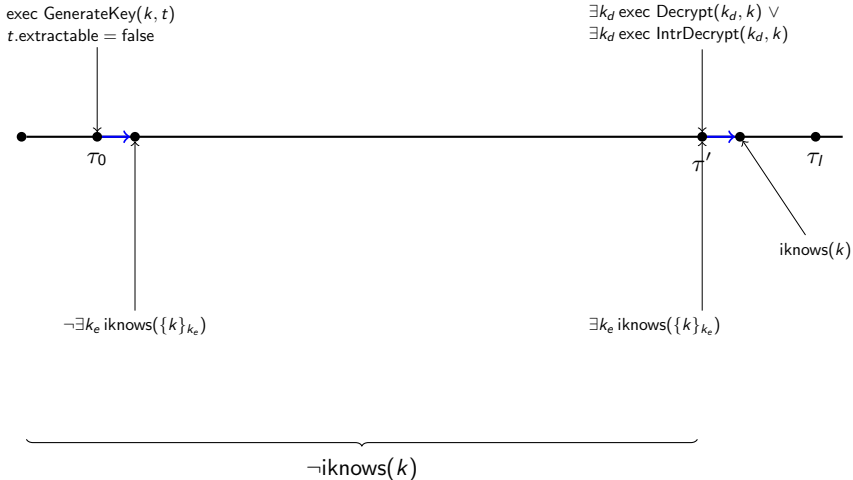 exec GenerateKey(k, t)
t.extractable = false
∃k_d exec Decrypt(k_d, k) ∨
∃k_d exec IntrDecrypt(k_d, k)
τ_0
τ′
τ_l
iknows(k)
¬∃k_e iknows({k}_{k_e})
∃k_e iknows({k}_{k_e})
¬iknows(k)